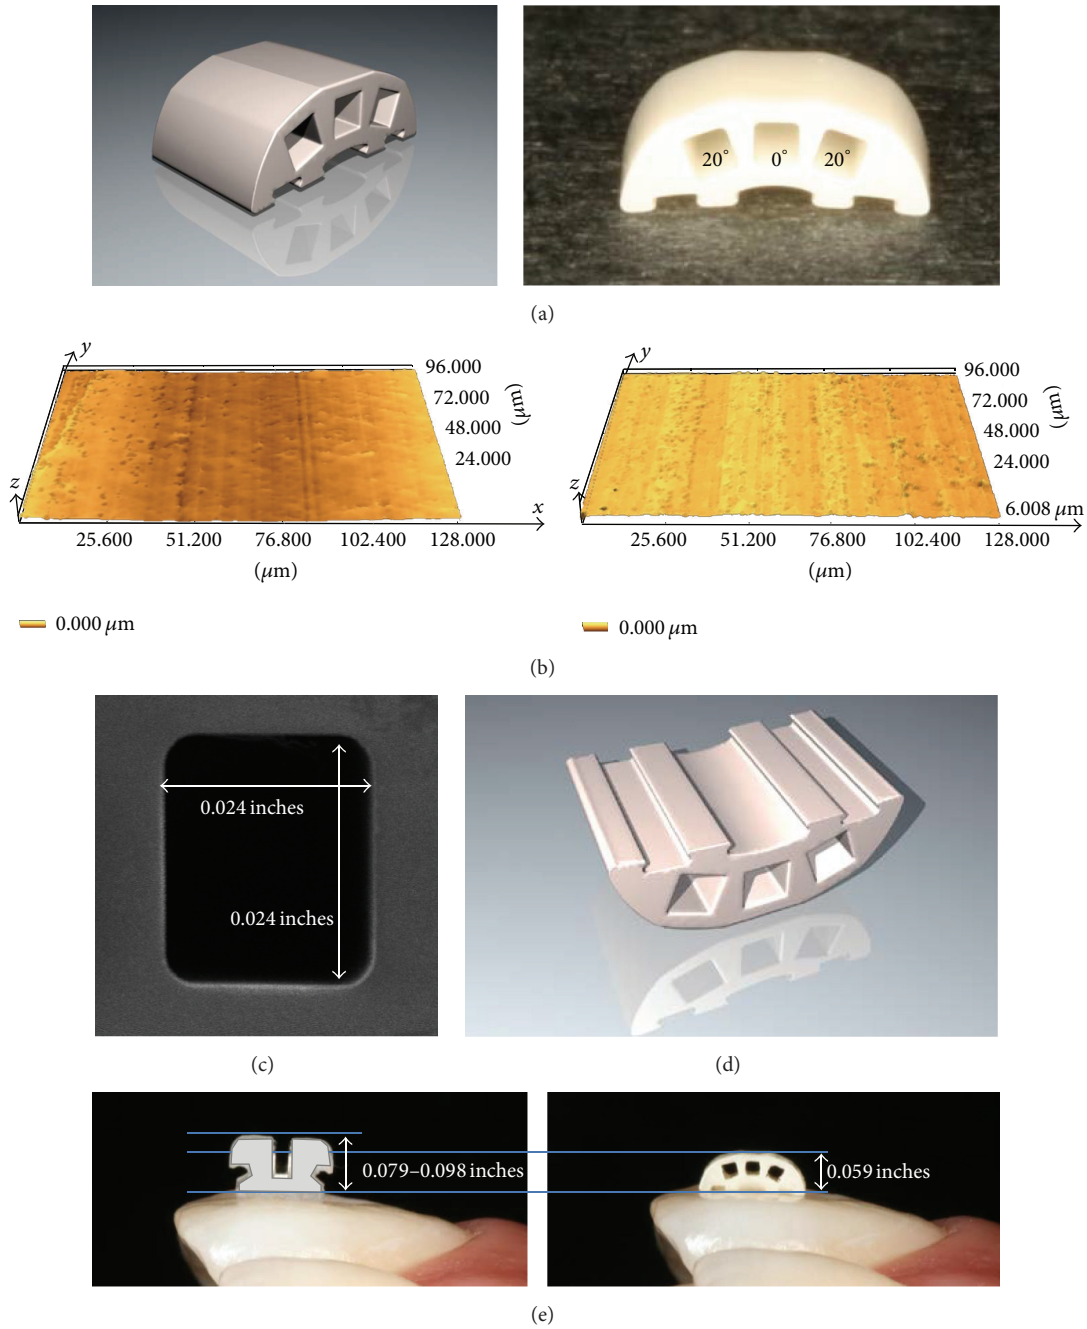 20° 0° 20°
(a)
y
96.000
72.000
48.000
24.000
(μm)
z
x
25.600 51.200 76.800 102.400 128.000
(μm)
0.000 μm
y
96.000
72.000
48.000
24.000
(μm)
z
6.008 μm
25.600 51.200 76.800 102.400 128.000
(μm)
0.000 μm
(b)
0.024 inches
0.024 inches
(c)
(d)
0.079–0.098 inches
0.059 inches
(e)